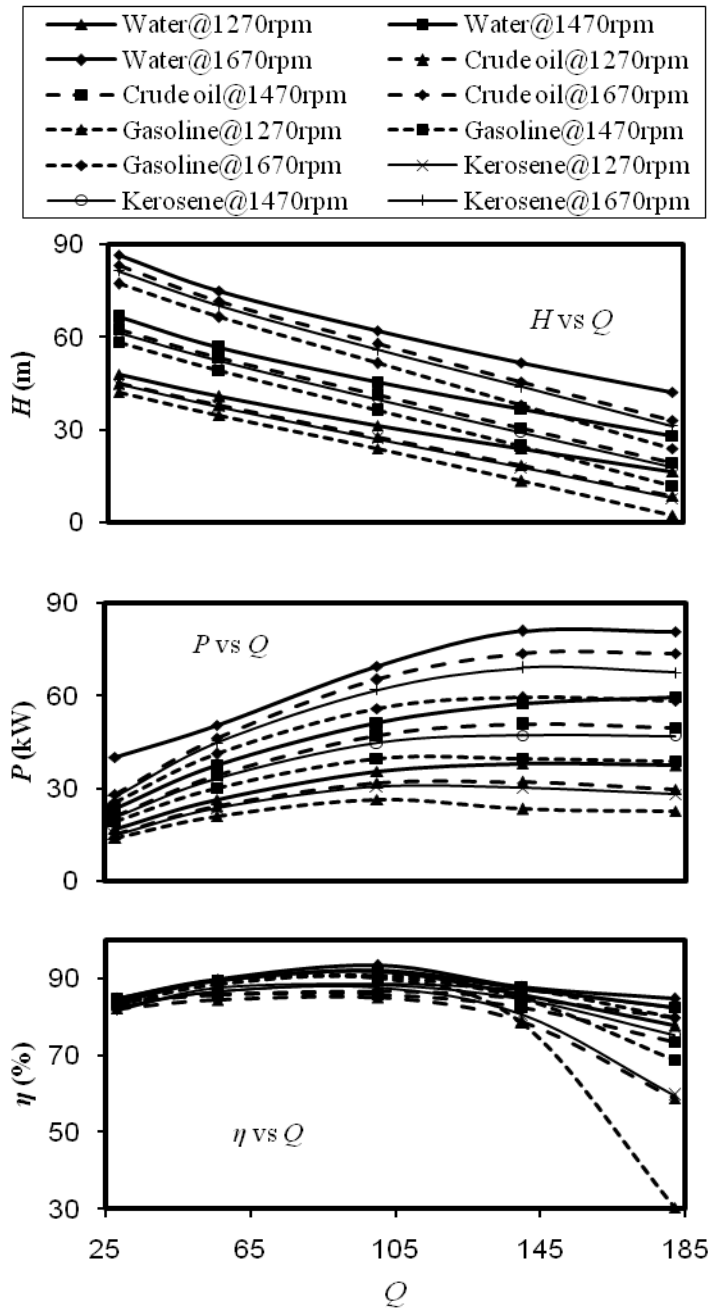 Water@1270rpm Water@1470rpm
Water@1670rpm Crude oil@1270rpm
Crude oil@1470rpm Crude oil@1670rpm
Gasoline@1270rpm Gasoline@1470rpm
Gasoline@1670rpm Kerosene@1270rpm
Kerosene@1470rpm Kerosene@1670rpm
90
H vs Q
60
H (m)
30
0
90
P vs Q
60
P (kW)
30
0
90
70
η (%)
50
η vs Q
30
25 65 105 145 185
Q